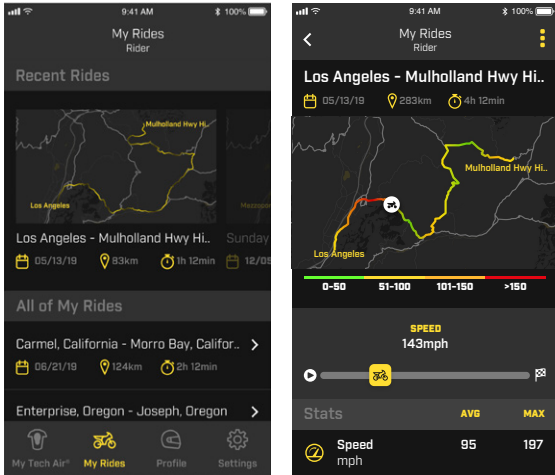 9:41 AM
100%
My Rides
Rider
Recent Rides
Mulholland Hwy Hi..
Los Angeles
Los Angeles - Mulholland Hwy Hi..
Sunday
05/13/19
83km
1h 12min
12/05
All of My Rides
Carmel, California - Morro Bay, Califor..
06/21/19
124km
2h 12min
Enterprise, Oregon - Joseph, Oregon
My Tech Air®
My Rides
Profile
Settings
9:41 AM
100%
My Rides
Rider
Los Angeles - Mulholland Hwy Hi..
05/13/19
283km
4h 12min
Mulholland Hwy Hi..
Los Angeles
0-50
51-100
101-150
>150
SPEED
143mph
Stats AVG MAX
Speed 95 197
mph